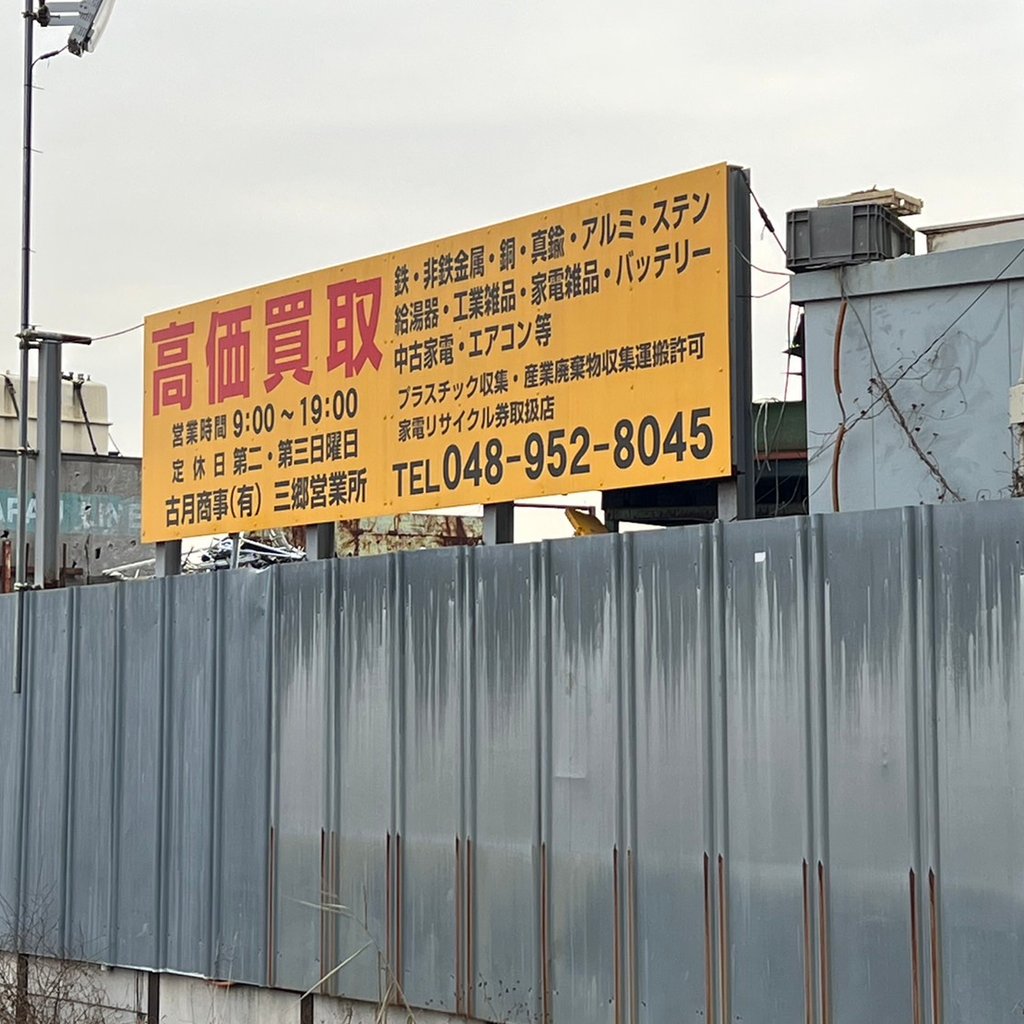 高価買取
営業時間 9:00～19:00
定休日 第二・第三日曜日
古月商事(有) 三郷営業所
鉄・非鉄金属・銅・真鍮・アルミ・ステン
給湯器・工業雑品・家電雑品・バッテリー
中古家電・エアコン等
プラスチック収集・産業廃棄物収集運搬許可
家電リサイクル券取扱店
TEL 048-952-8045